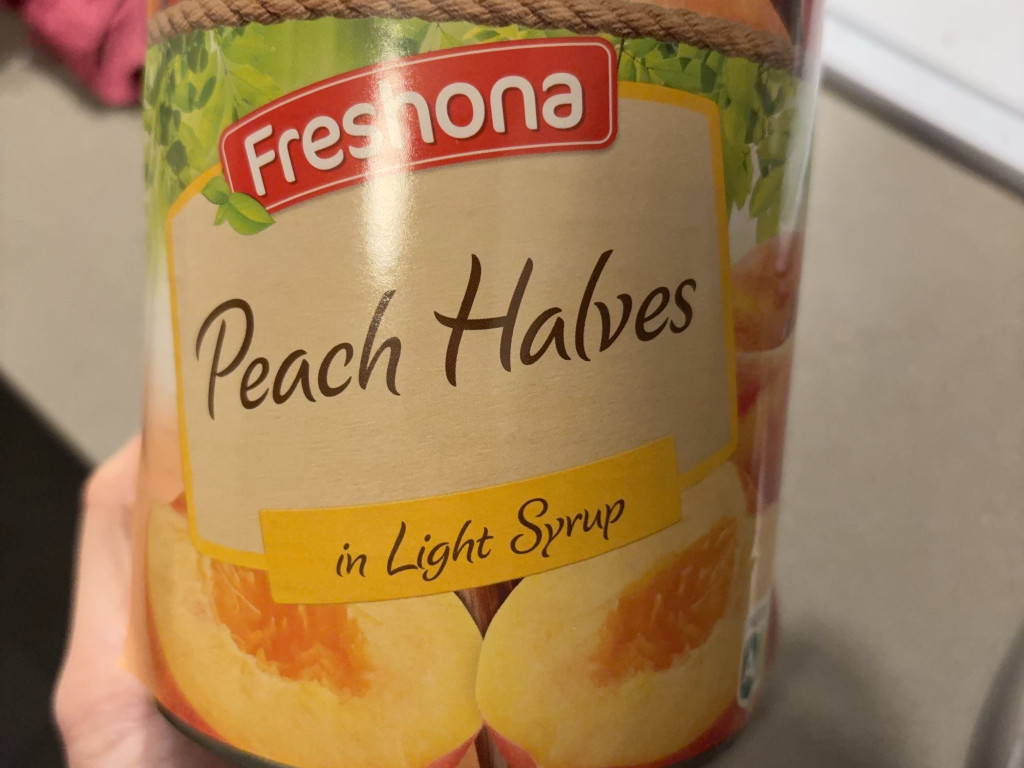 Freshona
Peach Halves
in Light Syrup